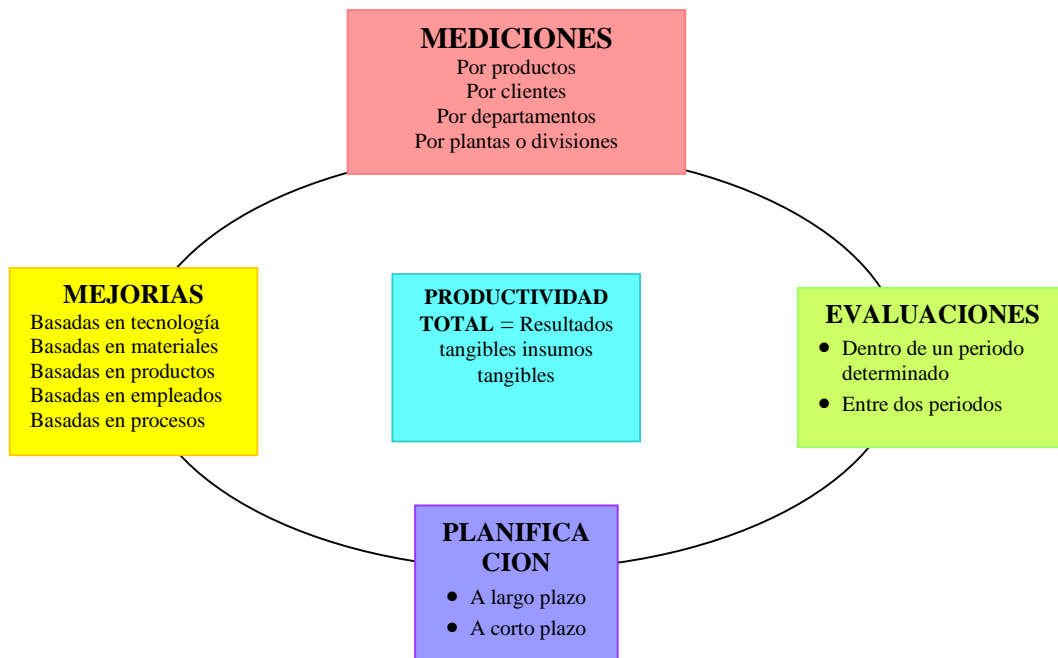 MEDICIONES
Por productos
Por clientes
Por departamentos
Por plantas o divisiones
MEJORIAS
Basadas en tecnología
Basadas en materiales
Basadas en productos
Basadas en empleados
Basadas en procesos
PRODUCTIVIDAD
TOTAL = Resultados
tangibles insumos
tangibles
EVALUACIONES
• Dentro de un periodo
determinado
• Entre dos periodos
PLANIFICA
CION
• A largo plazo
• A corto plazo